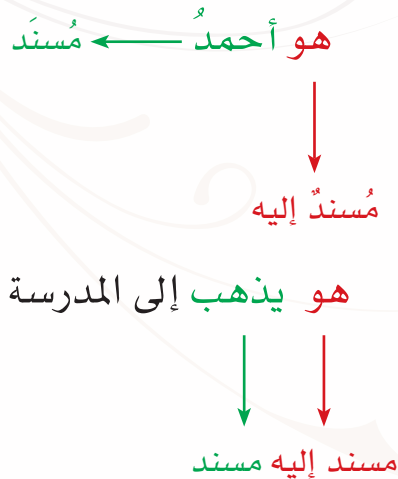 هو أحمدُ مُسنَد
مُسندٌ إليه
هو يذهب إلى المدرسة
مسند إليه مسند